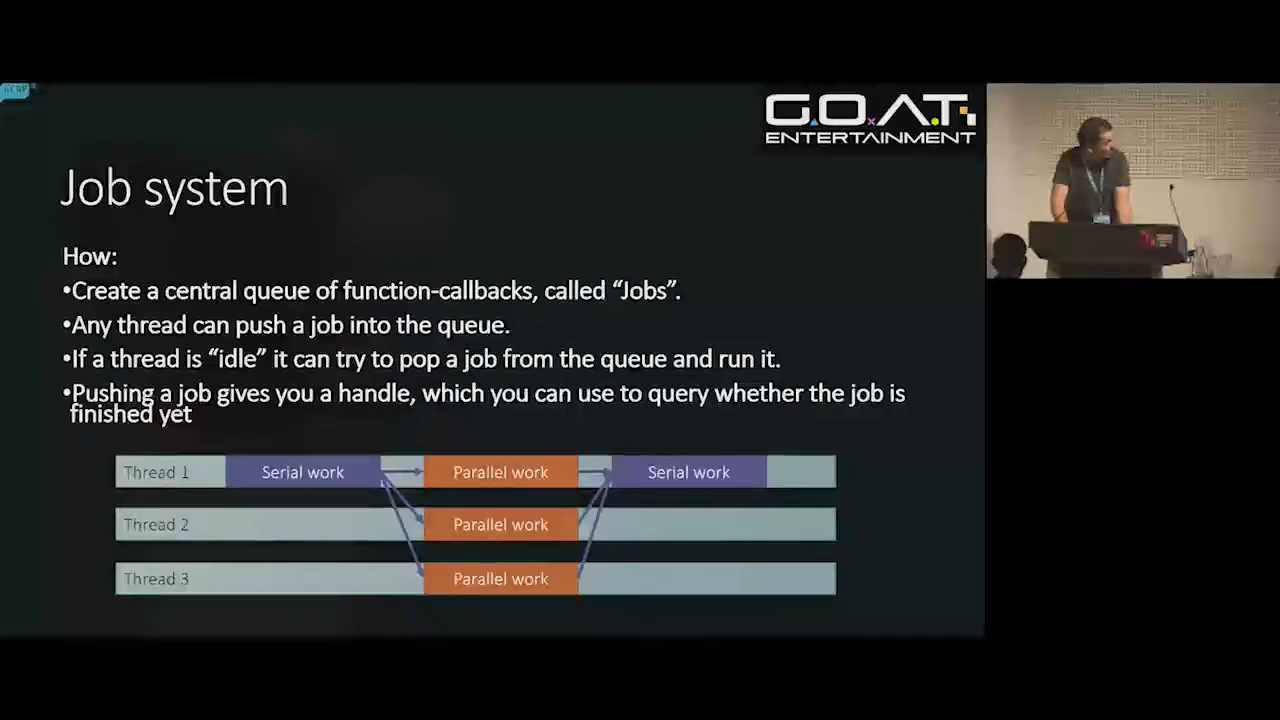 G.O.A.T.
ENTERTAINMENT
Job system
How:
•Create a central queue of function-callbacks, called “Jobs”.
•Any thread can push a job into the queue.
•If a thread is “idle” it can try to pop a job from the queue and run it.
•Pushing a job gives you a handle, which you can use to query whether the job is
finished yet
Thread 1 Serial work Parallel work Serial work
Thread 2 Parallel work
Thread 3 Parallel work